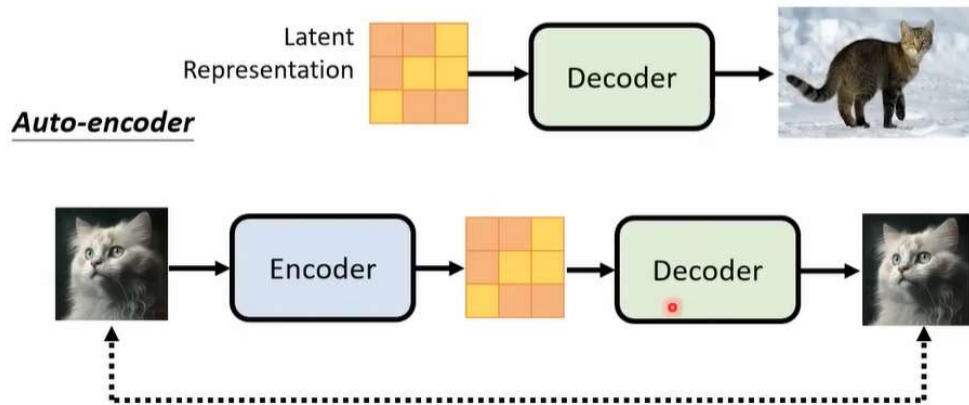 Latent
Representation
Decoder
Auto-encoder
Encoder
Decoder